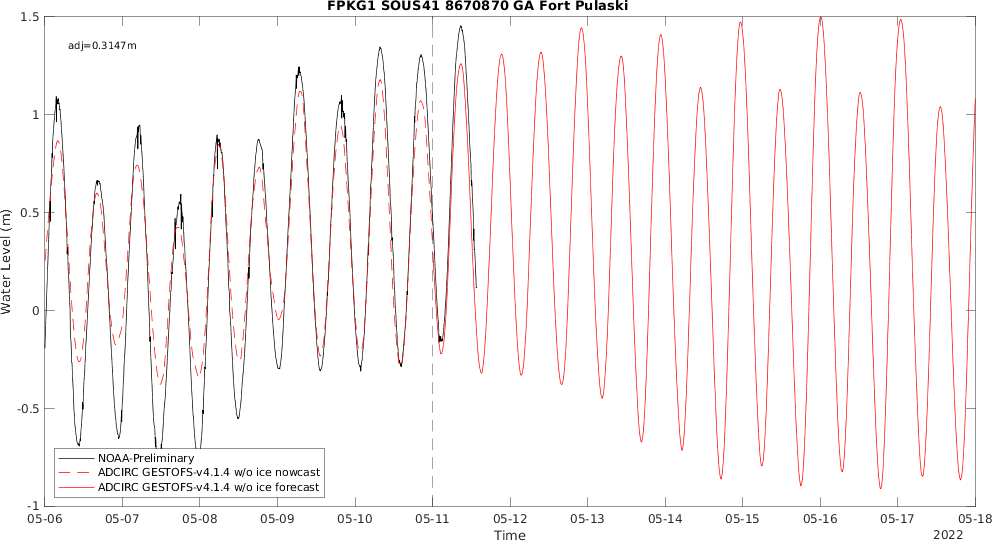 FPKG1 SOUS41 8670870 GA Fort Pulaski
adj=0.3147m
Water Level (m)
1.5
1
0.5
0
-0.5
-1
NOAA-Preliminary
ADCIRC GESTOFS-v4.1.4 w/o ice nowcast
ADCIRC GESTOFS-v4.1.4 w/o ice forecast
05-06 05-07 05-08 05-09 05-10 05-11 05-12 05-13 05-14 05-15 05-16 05-17 05-18
Time
2022